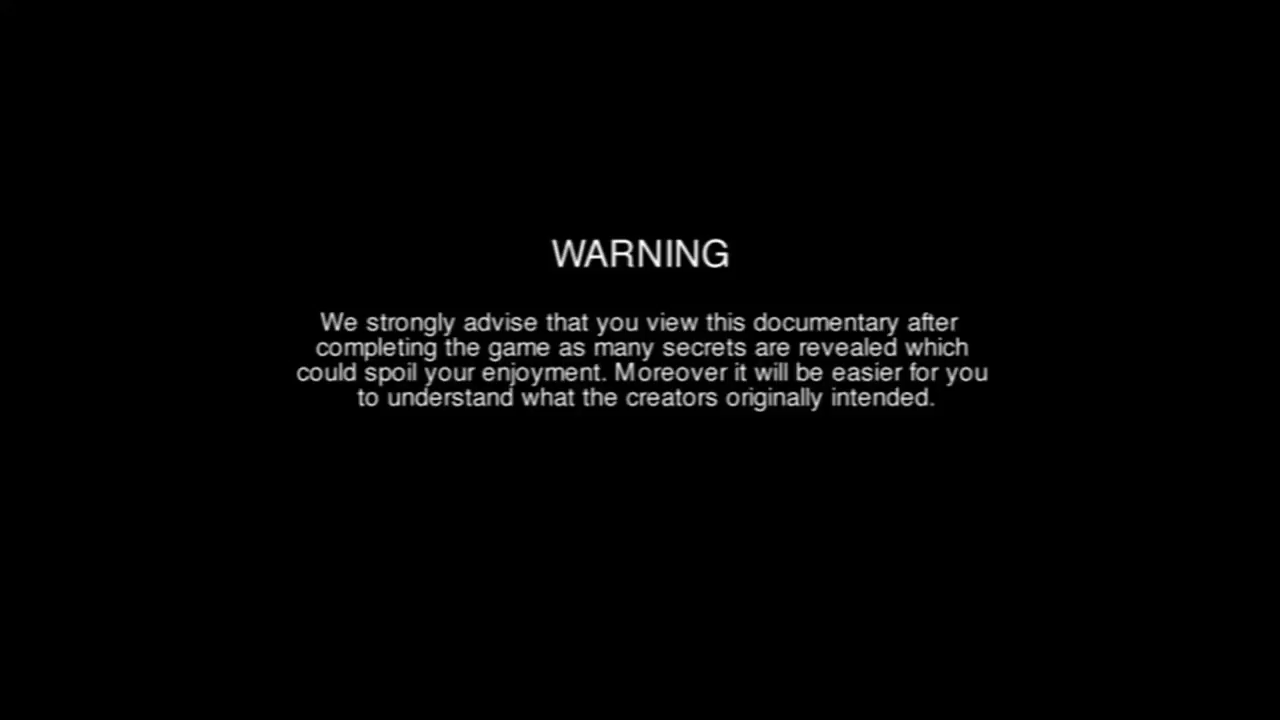 WARNING
We strongly advise that you view this documentary after
completing the game as many secrets are revealed which
could spoil your enjoyment. Moreover it will be easier for you
to understand what the creators originally intended.